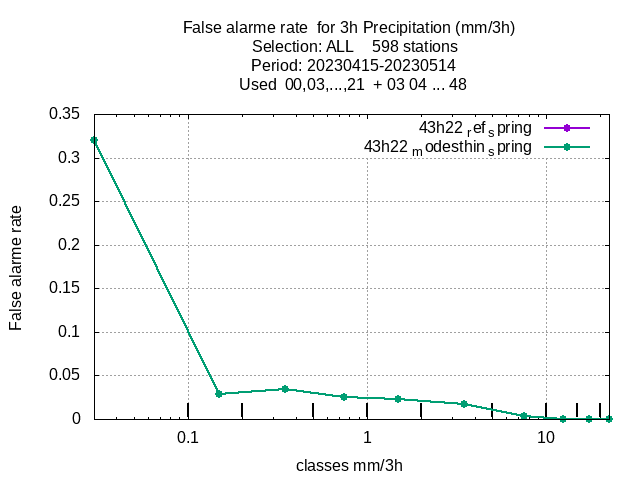 False alarme rate  for 3h Precipitation (mm/3h)
Selection: ALL    598 stations
Period: 20230415-20230514
Used  00,03,...,21  + 03 04 ... 48
43h22 ref spring
43h22 modesthin spring
0.35
0.3
0.25
0.2
0.15
0.1
0.05
0
False alarme rate
0.1 1 10
classes mm/3h